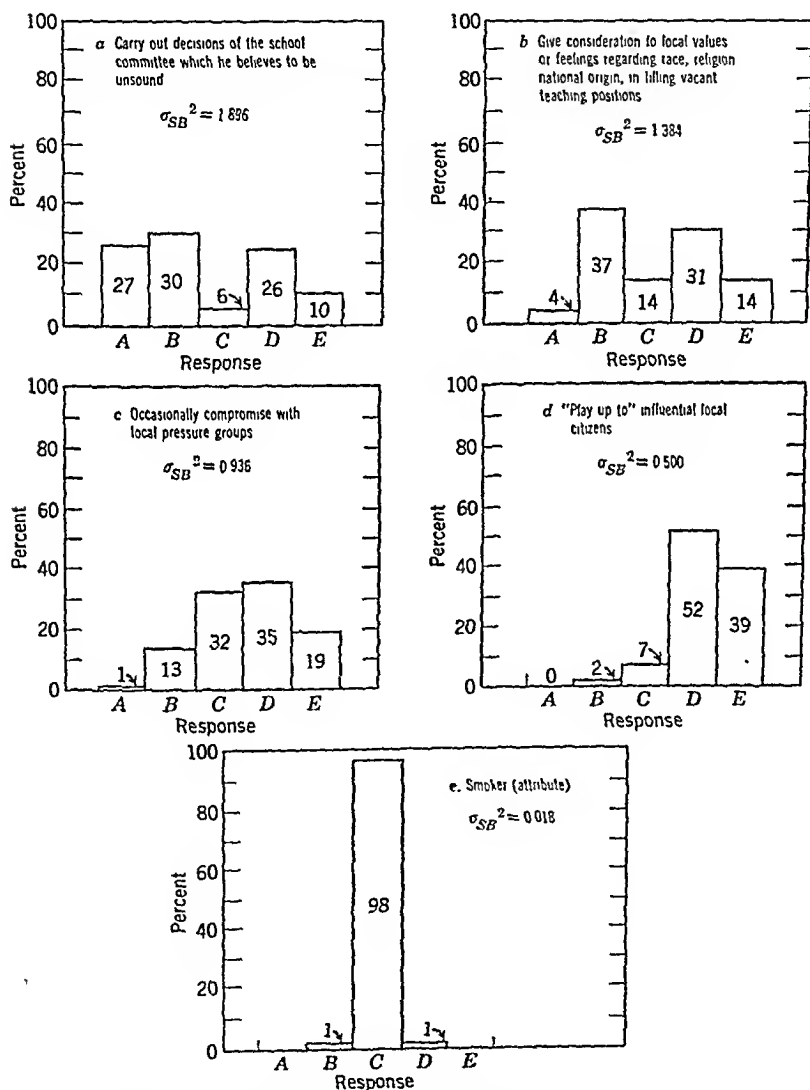 100
80
60
40
20
0
Percent
a Carry out decisions of the school
committee which he believes to be
unsound
σSB² = 1 896
27
30
6
26
10
A B C D E
Response
100
80
60
40
20
0
Percent
b Give consideration to local values
or feelings regarding race, religion
national origin, in filling vacant
teaching positions
σSB² = 1 384
4
37
14
31
14
A B C D E
Response
100
80
60
40
20
0
Percent
c Occasionally compromise with
local pressure groups
σSB² = 0 936
1
13
32
35
19
A B C D E
Response
100
80
60
40
20
0
Percent
d "Play up to" influential local
citizens
σSB² = 0 500
0
2
7
52
39
A B C D E
Response
100
80
60
40
20
0
Percent
e. Smoker (attribute)
σSB² = 0 018
1
98
1
A B C D E
Response